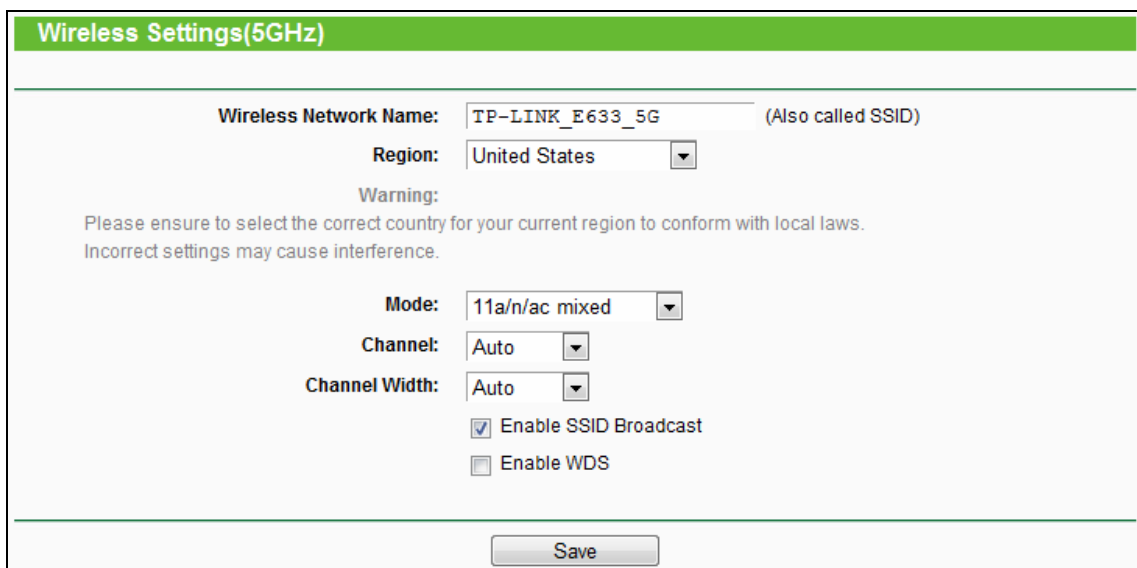 Wireless Settings(5GHz)
Wireless Network Name: TP-LINK_E633_5G (Also called SSID)
Region: United States
Warning:
Please ensure to select the correct country for your current region to conform with local laws.
Incorrect settings may cause interference.
Mode: 11a/n/ac mixed
Channel: Auto
Channel Width: Auto
Enable SSID Broadcast
Enable WDS
Save